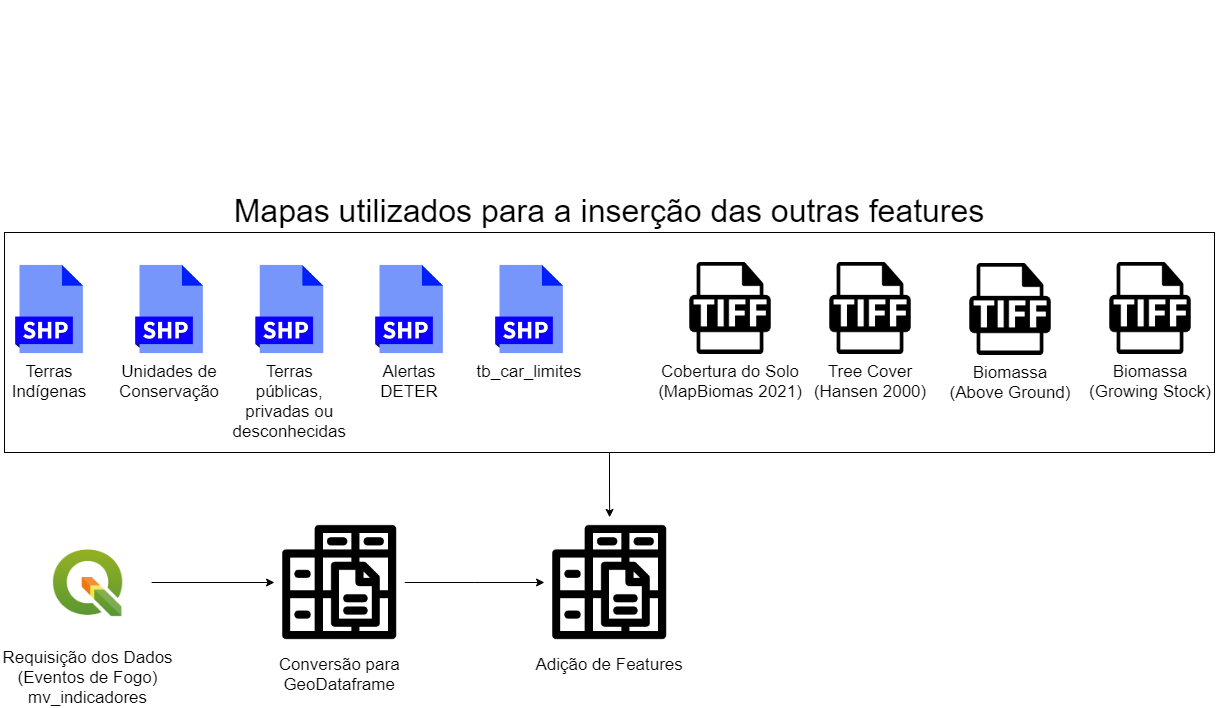 Mapas utilizados para a inserção das outras features
SHP
SHP
SHP
SHP
SHP
TIFF
TIFF
TIFF
TIFF
Terras
Indígenas
Unidades de
Conservação
Terras
públicas,
privadas ou
desconhecidas
Alertas
DETER
tb_car_limites
Cobertura do Solo
(MapBiomas 2021)
Tree Cover
(Hansen 2000)
Biomassa
(Above Ground)
Biomassa
(Growing Stock)
Requisição dos Dados
(Eventos de Fogo)
mv_indicadores
Conversão para
GeoDataframe
Adição de Features